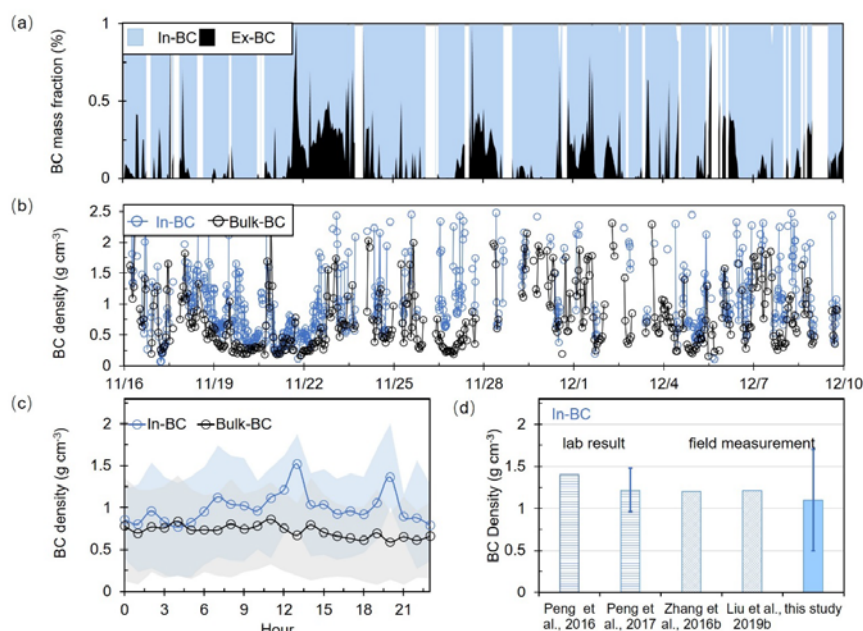 (a)
BC mass fraction (%)
1
0.5
0
In-BC Ex-BC
(b)
BC density (g cm⁻³)
2.5
2
1.5
1
0.5
0
In-BC Bulk-BC
11/16 11/19 11/22 11/25 11/28 12/1 12/4 12/7 12/10
(c)
BC density (g cm⁻³)
2
1.5
1
0.5
0
In-BC Bulk-BC
0 3 6 9 12 15 18 21
Hour
(d)
BC Density (g cm⁻³)
2
1.5
1
0.5
0
In-BC
lab result field measurement
Peng et Peng et Zhang et Liu et al., this study
al., 2016 al., 2017 al., 2016b 2019b